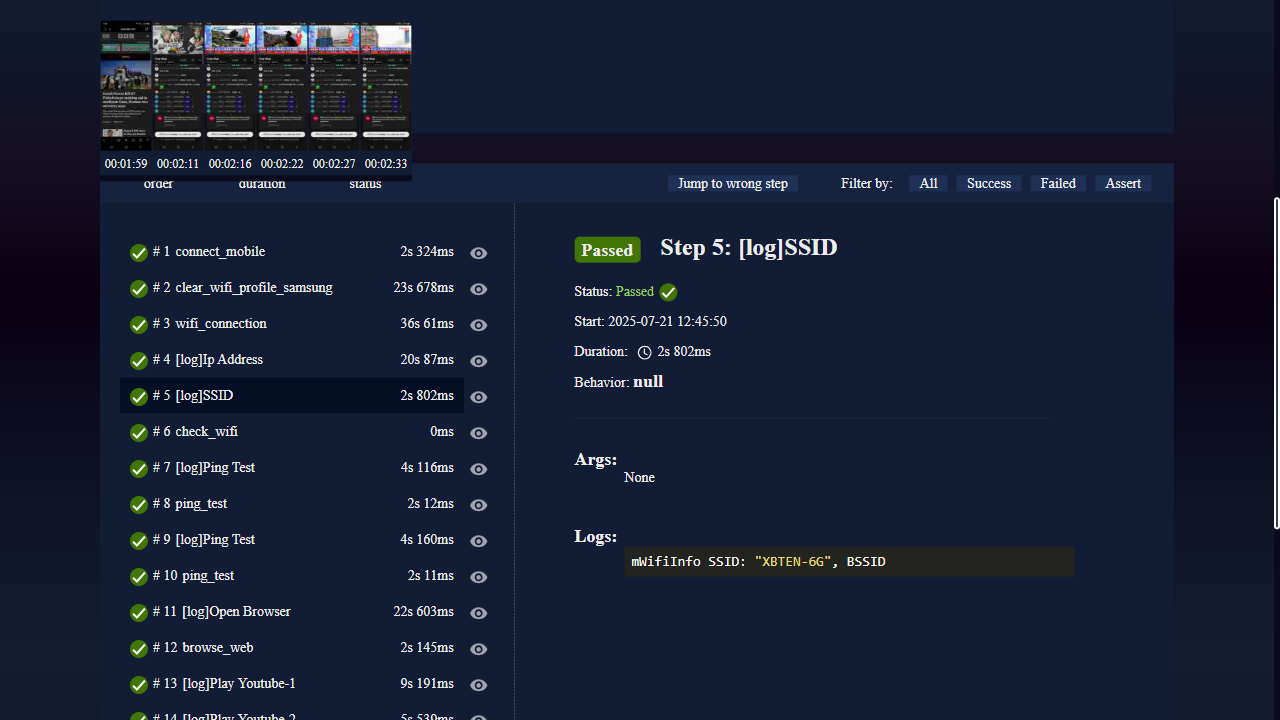 00:01:59 00:02:11 00:02:16 00:02:22 00:02:27 00:02:33
order duration status Jump to wrong step Filter by: All Success Failed Assert
# 1 connect_mobile 2s 324ms
# 2 clear_wifi_profile_samsung 23s 678ms
# 3 wifi_connection 36s 61ms
# 4 [log]Ip Address 20s 87ms
# 5 [log]SSID 2s 802ms
# 6 check_wifi 0ms
# 7 [log]Ping Test 4s 116ms
# 8 ping_test 2s 12ms
# 9 [log]Ping Test 4s 160ms
# 10 ping_test 2s 11ms
# 11 [log]Open Browser 22s 603ms
# 12 browse_web 2s 145ms
# 13 [log]Play Youtube-1 9s 191ms
# 14 [log]Play Youtube-2 5s 539ms
Passed Step 5: [log]SSID
Status: Passed
Start: 2025-07-21 12:45:50
Duration: 2s 802ms
Behavior: null
Args:
None
Logs:
mWifiInfo SSID: "XBTEN-6G", BSSID